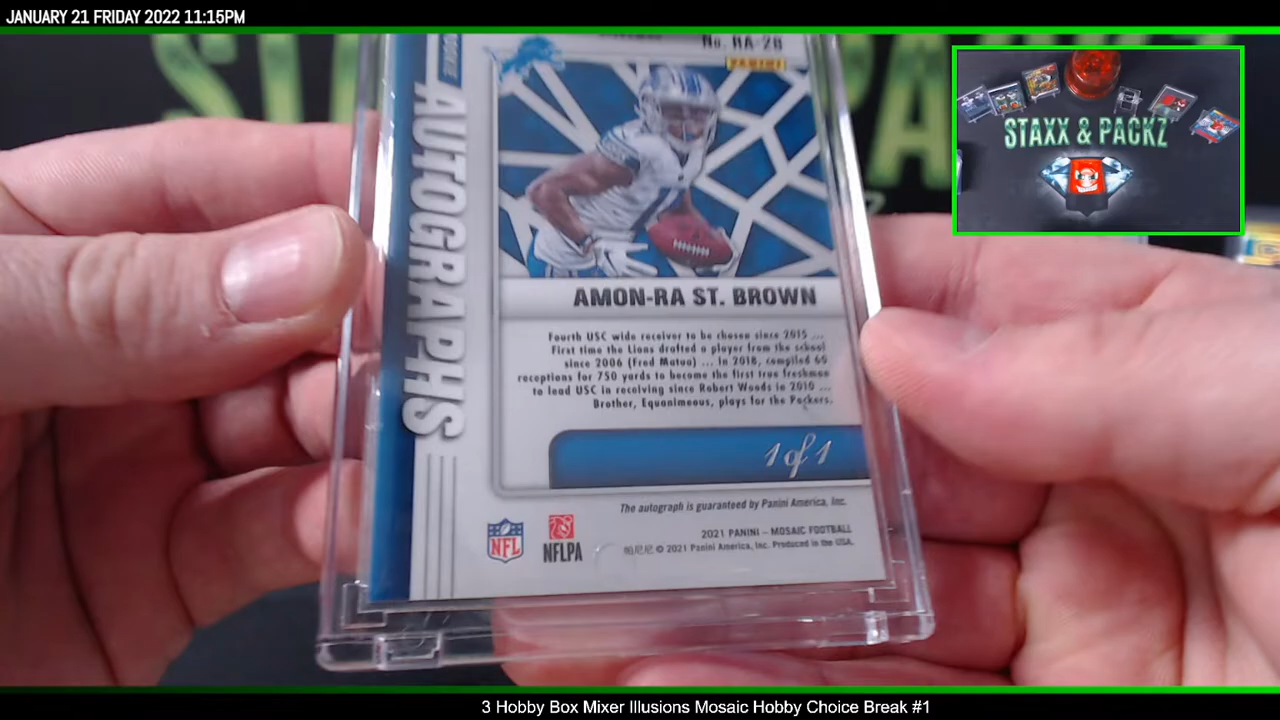 JANUARY 21 FRIDAY 2022 11:15PM
No. RA-28
PANINI
AUTOGRAPHS
STAXX & PACKZ
AMON-RA ST. BROWN
Fourth USC wide receiver to be chosen since 2015 ...
First time the Lions drafted a player from the school
since 2006 (Fred Matua) ... In 2018, compiled 60
receptions for 750 yards to become the first true freshman
to lead USC in receiving since Robert Woods in 2010 ...
Brother, Equanimeous, plays for the Packers.
1 of 1
The autograph is guaranteed by Panini America, Inc.
NFL
NFLPA
2021 PANINI – MOSAIC FOOTBALL
帕尼尼 © 2021 Panini America, Inc. Produced in the USA.
3 Hobby Box Mixer Illusions Mosaic Hobby Choice Break #1